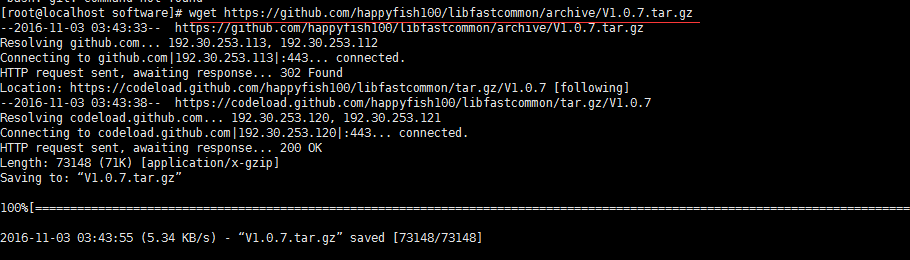 -bash: git: command not found
[root@localhost software]# wget https://github.com/happyfish100/libfastcommon/archive/V1.0.7.tar.gz
--2016-11-03 03:43:33--  https://github.com/happyfish100/libfastcommon/archive/V1.0.7.tar.gz
Resolving github.com... 192.30.253.113, 192.30.253.112
Connecting to github.com|192.30.253.113|:443... connected.
HTTP request sent, awaiting response... 302 Found
Location: https://codeload.github.com/happyfish100/libfastcommon/tar.gz/V1.0.7 [following]
--2016-11-03 03:43:38--  https://codeload.github.com/happyfish100/libfastcommon/tar.gz/V1.0.7
Resolving codeload.github.com... 192.30.253.120, 192.30.253.121
Connecting to codeload.github.com|192.30.253.120|:443... connected.
HTTP request sent, awaiting response... 200 OK
Length: 73148 (71K) [application/x-gzip]
Saving to: “V1.0.7.tar.gz”
100%[==============================================================================================================================
2016-11-03 03:43:55 (5.34 KB/s) - “V1.0.7.tar.gz” saved [73148/73148]